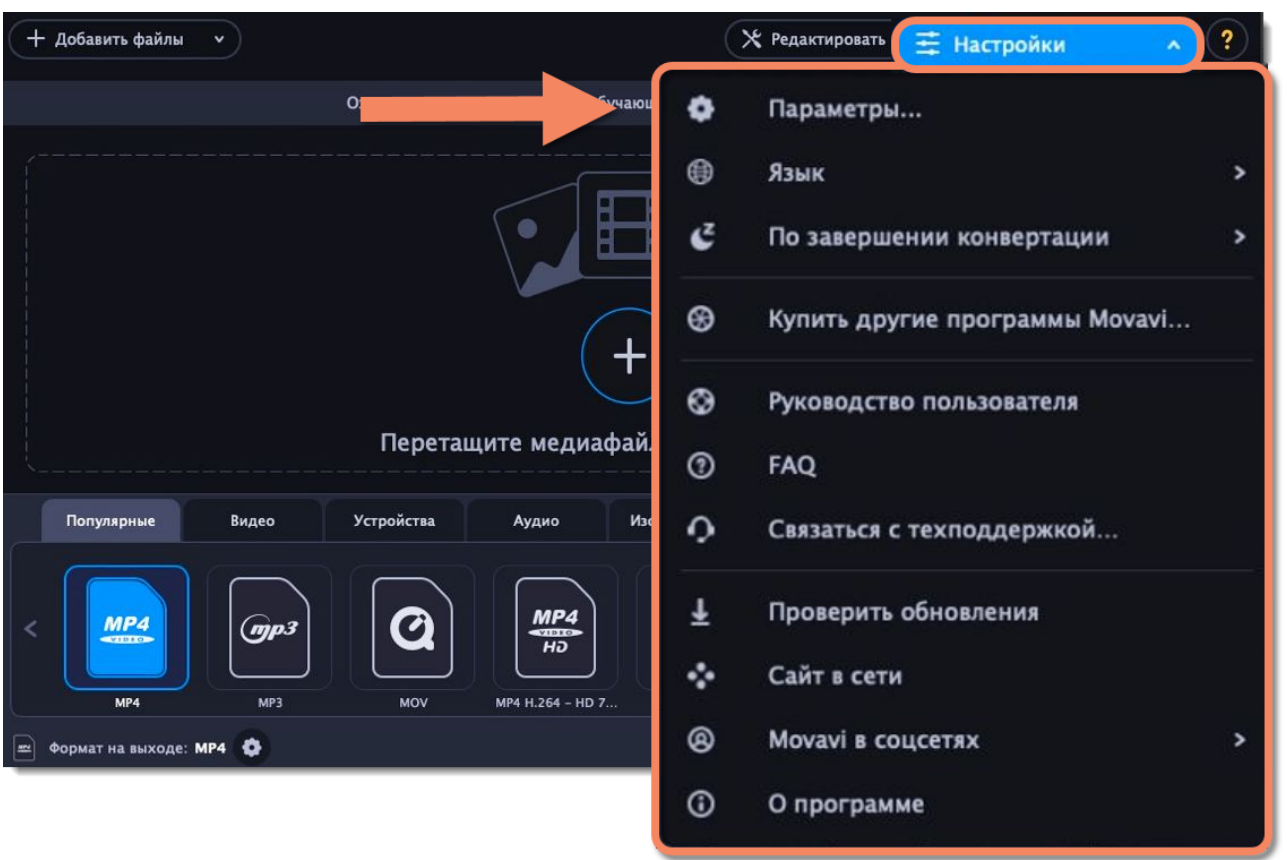 Добавить файлы
Редактировать
Настройки
?
Параметры...
Язык
По завершении конвертации
Купить другие программы Movavi...
Руководство пользователя
FAQ
Связаться с техподдержкой...
Проверить обновления
Сайт в сети
Movavi в соцсетях
О программе
Перетащите медиафай
Популярные Видео Устройства Аудио
MP4 VIDEO
mp3
MP4 VIDEO HD
MP4 MP3 MOV MP4 H.264 – HD 7...
Формат на выходе: MP4